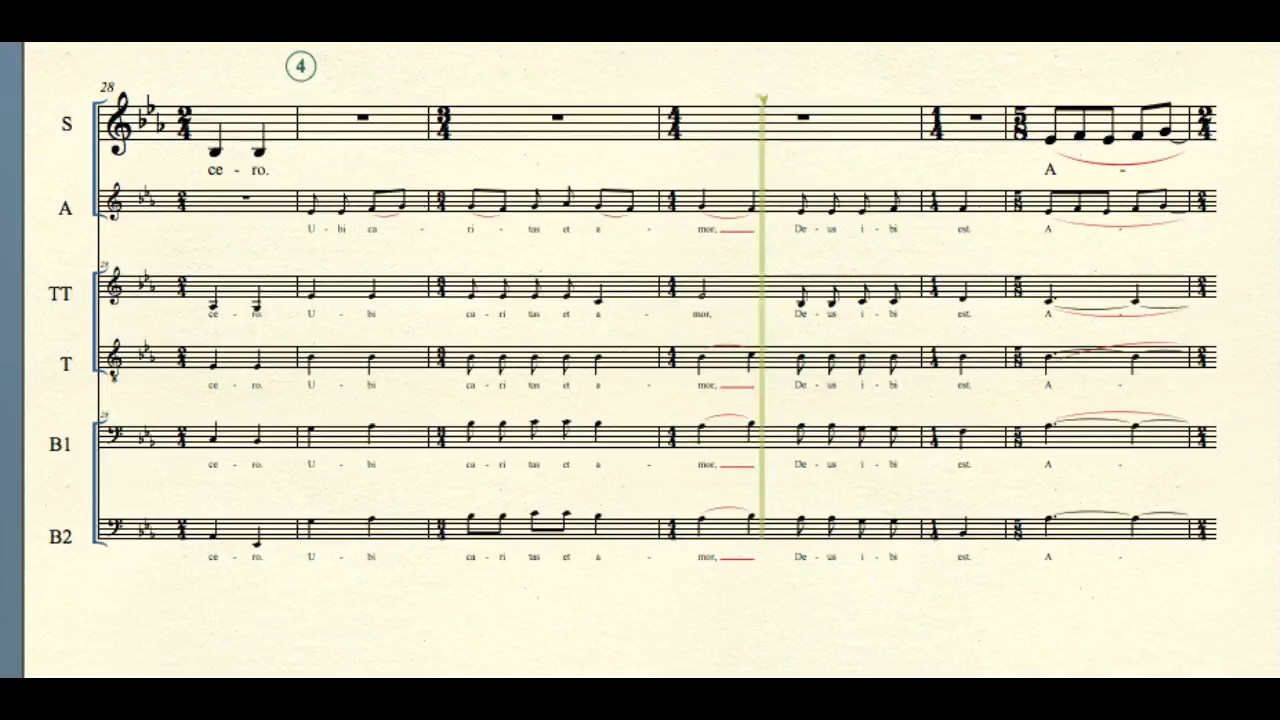 4
28
S
ce - ro. A -
A
U - bi ca - ri - tas et a - mor, De - us i - bi est. A -
28
TT
ce - ro. U - bi ca - ri tas et a - mor, De - us i - bi est. A -
T
ce - ro. U - bi ca - ri tas et a - mor, De - us i - bi est. A -
28
B1
ce - ro. U - bi ca - ri tas et a - mor, De - us i - bi est. A -
B2
ce - ro. U - bi ca - ri tas et a - mor, De - us i - bi est. A -